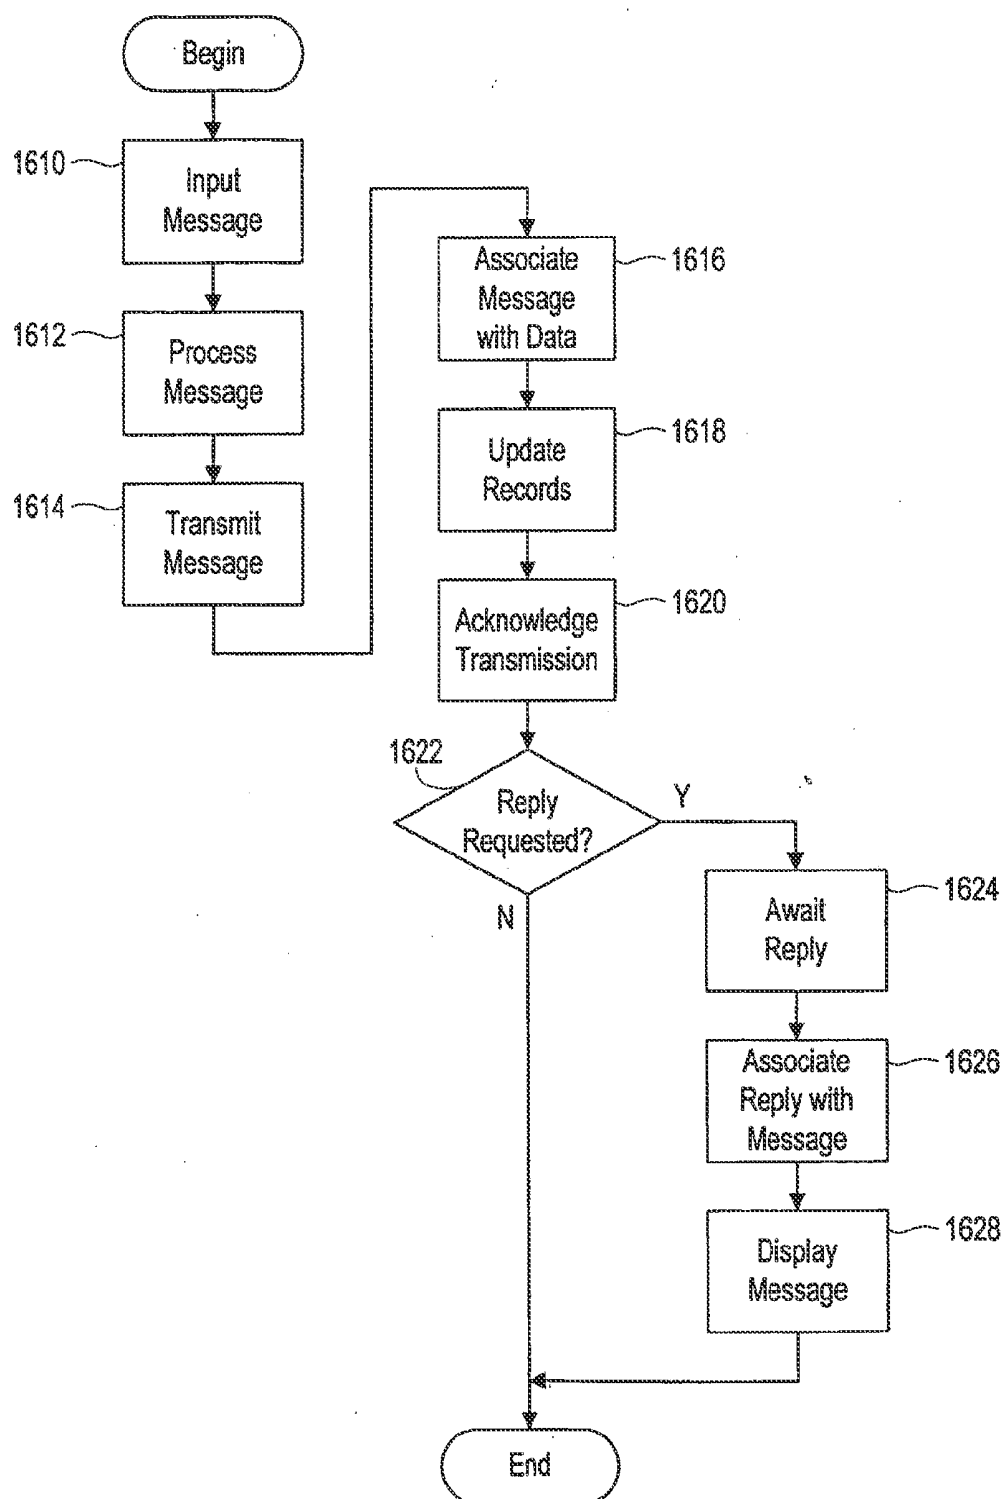 Begin
1610
Input
Message
1612
Process
Message
1614
Transmit
Message
Associate
Message
with Data
1616
Update
Records
1618
Acknowledge
Transmission
1620
1622
Reply
Requested?
Y
N
Await
Reply
1624
Associate
Reply with
Message
1626
Display
Message
1628
End